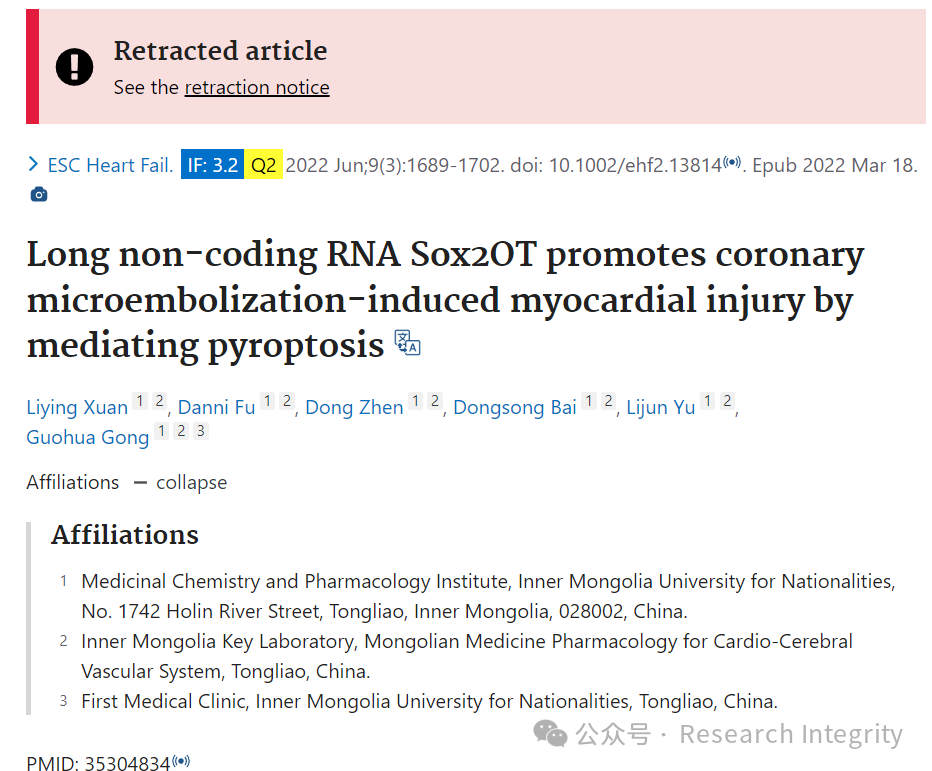 Retracted article
See the retraction notice
> ESC Heart Fail. IF: 3.2 Q2 2022 Jun;9(3):1689-1702. doi: 10.1002/ehf2.13814. Epub 2022 Mar 18.
Long non-coding RNA Sox2OT promotes coronary
microembolization-induced myocardial injury by
mediating pyroptosis
Liying Xuan 1 2, Danni Fu 1 2, Dong Zhen 1 2, Dongsong Bai 1 2, Lijun Yu 1 2,
Guohua Gong 1 2 3
Affiliations — collapse
Affiliations
1 Medicinal Chemistry and Pharmacology Institute, Inner Mongolia University for Nationalities,
No. 1742 Holin River Street, Tongliao, Inner Mongolia, 028002, China.
2 Inner Mongolia Key Laboratory, Mongolian Medicine Pharmacology for Cardio-Cerebral
Vascular System, Tongliao, China.
3 First Medical Clinic, Inner Mongolia University for Nationalities, Tongliao, China.
公众号 · Research Integrity
PMID: 35304834